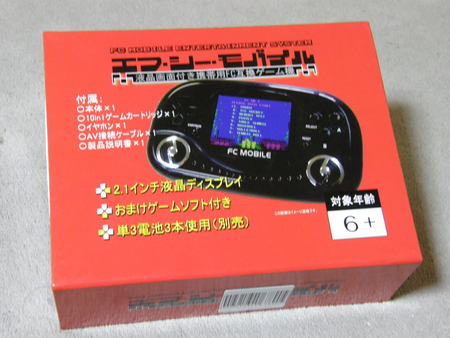 FC MOBILE ENTERTAINMENT SYSTEM
エフ・シー・モバイル
液晶画面付き携帯用FC互換ゲーム機
付属:
○本体×1
○10in1ゲームカートリッジ×1
○イヤホン×1
○AV接続ケーブル×1
○製品説明書×1
SELECT
A
B
FC MOBILE
2.1インチ液晶ディスプレイ
おまけゲームソフト付き
単3電池3本使用(別売)
対象年齢
6+